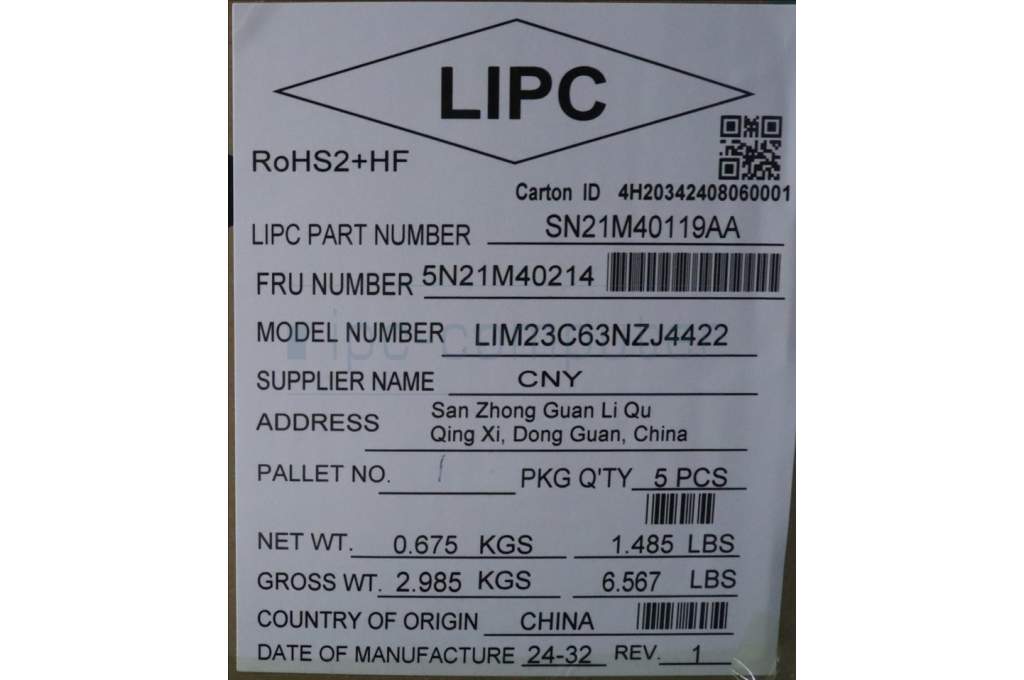 LIPC
RoHS2+HF
Carton ID 4H20342408060001
LIPC PART NUMBER SN21M40119AA
FRU NUMBER 5N21M40214
MODEL NUMBER LIM23C63NZJ4422
ipc-computer
SUPPLIER NAME CNY
ADDRESS San Zhong Guan Li Qu
Qing Xi, Dong Guan, China
PALLET NO. 1 PKG Q'TY 5 PCS
NET WT. 0.675 KGS 1.485 LBS
GROSS WT. 2.985 KGS 6.567 LBS
COUNTRY OF ORIGIN CHINA
DATE OF MANUFACTURE 24-32 REV. 1